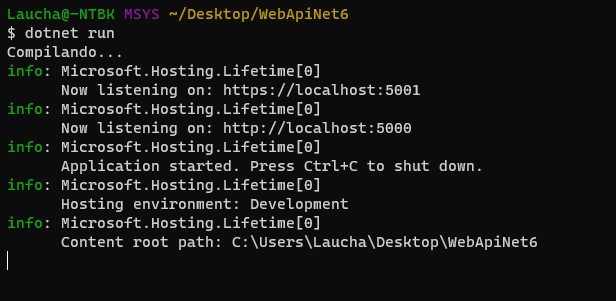 Laucha@-NTBK MSYS ~/Desktop/WebApiNet6
$ dotnet run
Compilando...
info: Microsoft.Hosting.Lifetime[0]
      Now listening on: https://localhost:5001
info: Microsoft.Hosting.Lifetime[0]
      Now listening on: http://localhost:5000
info: Microsoft.Hosting.Lifetime[0]
      Application started. Press Ctrl+C to shut down.
info: Microsoft.Hosting.Lifetime[0]
      Hosting environment: Development
info: Microsoft.Hosting.Lifetime[0]
      Content root path: C:\Users\Laucha\Desktop\WebApiNet6